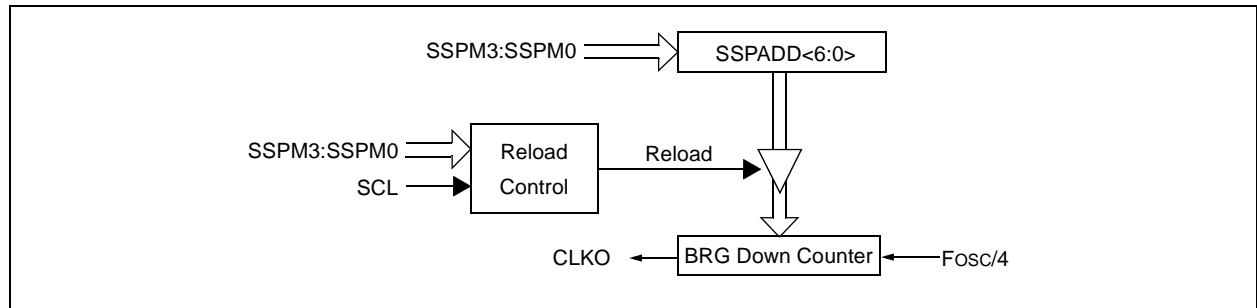 SSPM3:SSPM0
SSPADD<6:0>
SSPM3:SSPM0
SCL
Reload
Control
Reload
CLKO
BRG Down Counter
FOSC/4